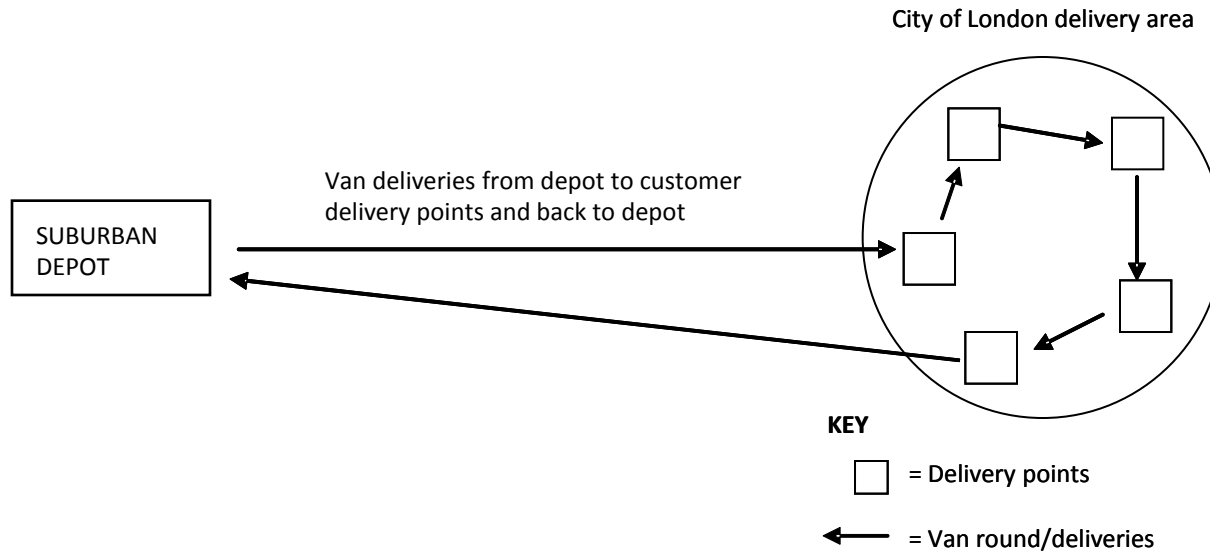 City of London delivery area
Van deliveries from depot to customer
delivery points and back to depot
SUBURBAN
DEPOT
KEY
= Delivery points
= Van round/deliveries